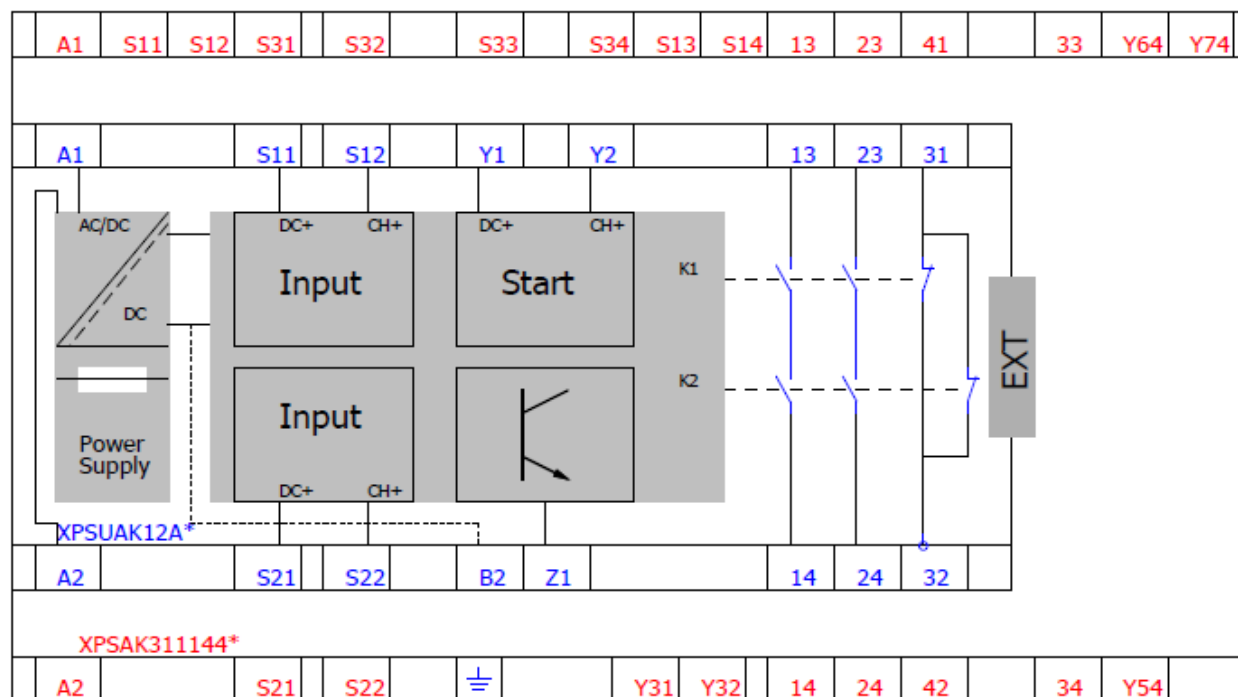 A1 S11 S12 S31 S32 S33 S34 S13 S14 13 23 41 33 Y64 Y74
A1 S11 S12 Y1 Y2 13 23 31
AC/DC DC+ CH+ DC+ CH+
Input Start K1
DC
EXT
K2
Input
Power
Supply
DC+ CH+
XPSUAK12A*
A2 S21 S22 B2 Z1 14 24 32
XPSAK311144*
A2 S21 S22 Y31 Y32 14 24 42 34 Y54